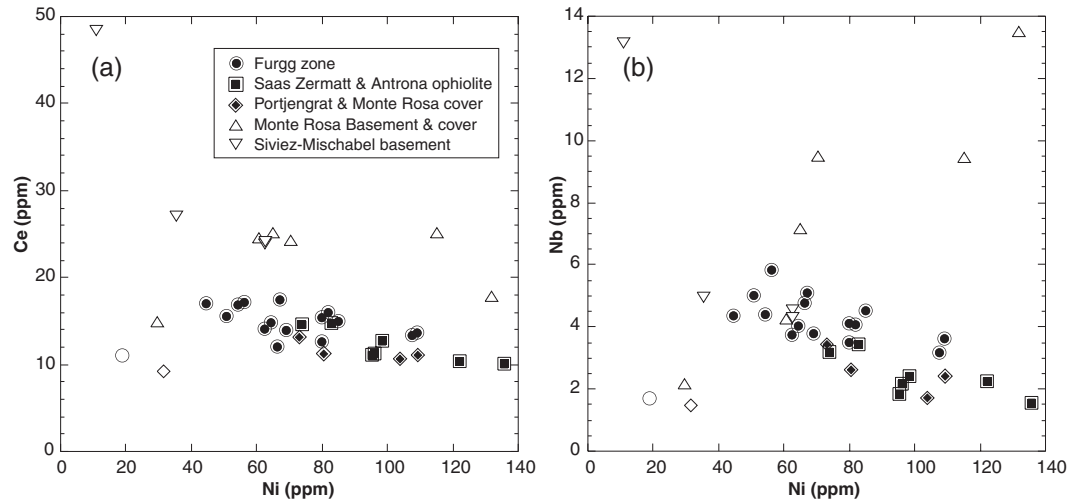 50
40
30
20
10
0
Ce (ppm)
(a)
Furgg zone
Saas Zermatt & Antrona ophiolite
Portjengrat & Monte Rosa cover
Monte Rosa Basement & cover
Siviez-Mischabel basement
0 20 40 60 80 100 120 140
Ni (ppm)
14
12
10
8
6
4
2
0
Nb (ppm)
(b)
0 20 40 60 80 100 120 140
Ni (ppm)